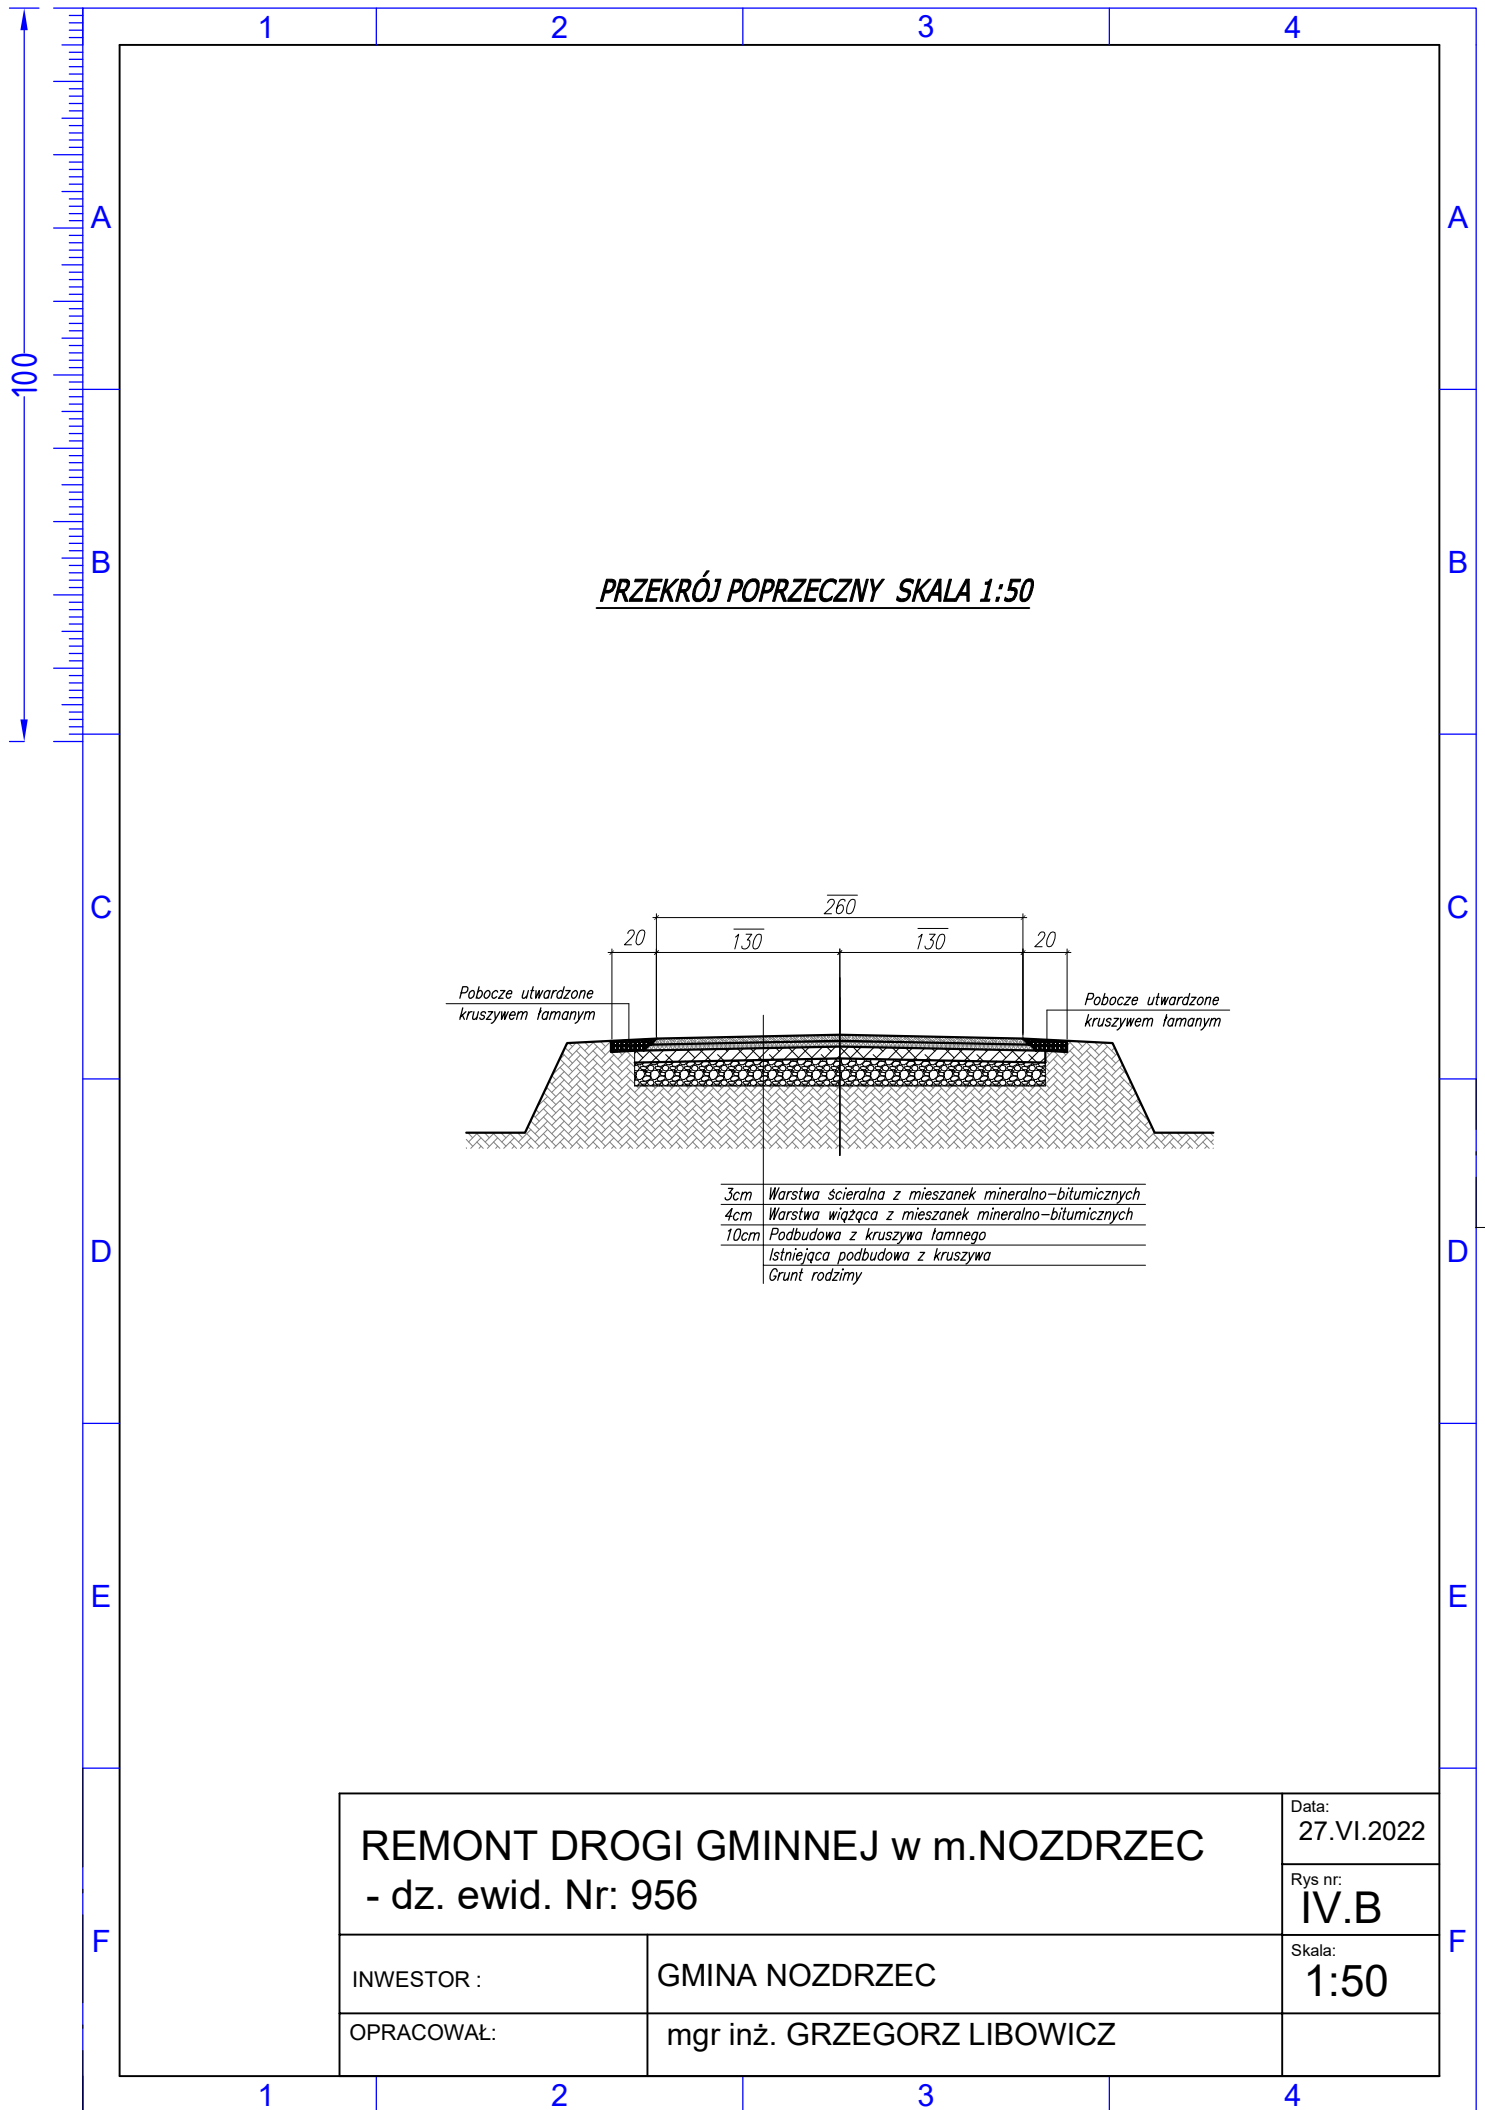 1 2 3 4
100
A A
B B
PRZEKRÓJ POPRZECZNY SKALA 1:50
C C
260
20 130 130 20
Pobocze utwardzone
kruszywem łamanym
Pobocze utwardzone
kruszywem łamanym
3cm Warstwa ścieralna z mieszanek mineralno-bitumicznych
4cm Warstwa wiążąca z mieszanek mineralno-bitumicznych
10cm Podbudowa z kruszywa łamnego
Istniejąca podbudowa z kruszywa
Grunt rodzimy
D D
E E
REMONT DROGI GMINNEJ w m.NOZDRZEC
- dz. ewid. Nr: 956
Data:
27.VI.2022
Rys nr:
IV.B
F F
INWESTOR :
GMINA NOZDRZEC
Skala:
1:50
OPRACOWAŁ:
mgr inż. GRZEGORZ LIBOWICZ
1 2 3 4